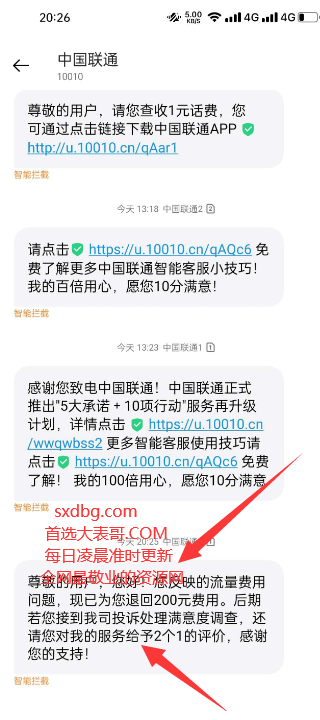 20:26
5.00 KB/S 4G 4G
中国联通
10010
尊敬的用户，请您查收1元话费，您
可通过点击链接下载中国联通APP
http://u.10010.cn/qAar1
智能拦截
今天 13:18 中国联通2 2
请点击 https://u.10010.cn/qAQc6 免
费了解更多中国联通智能客服小技巧！
我的百倍用心，愿您10分满意！
智能拦截
今天 13:23 中国联通1 1
感谢您致电中国联通！中国联通正式
推出"5大承诺＋10项行动"服务再升级
计划，详情点击 https://u.10010.cn
/wwqwbss2 更多智能客服使用技巧请
点击 https://u.10010.cn/qAQc6 免费
了解！ 我的100倍用心，愿您10分满意
智能拦截
sxdbg.com
首选大表哥.COM
今天 20:25 中国联通1 1
每日凌晨准时更新
全网最敬业的资源网
尊敬的用户，您好！您反映的流量费用
问题，现已为您退回200元费用。后期
若您接到我司投诉处理满意度调查，还
请您对我的服务给予2个1的评价，感谢
您的支持！
智能拦截